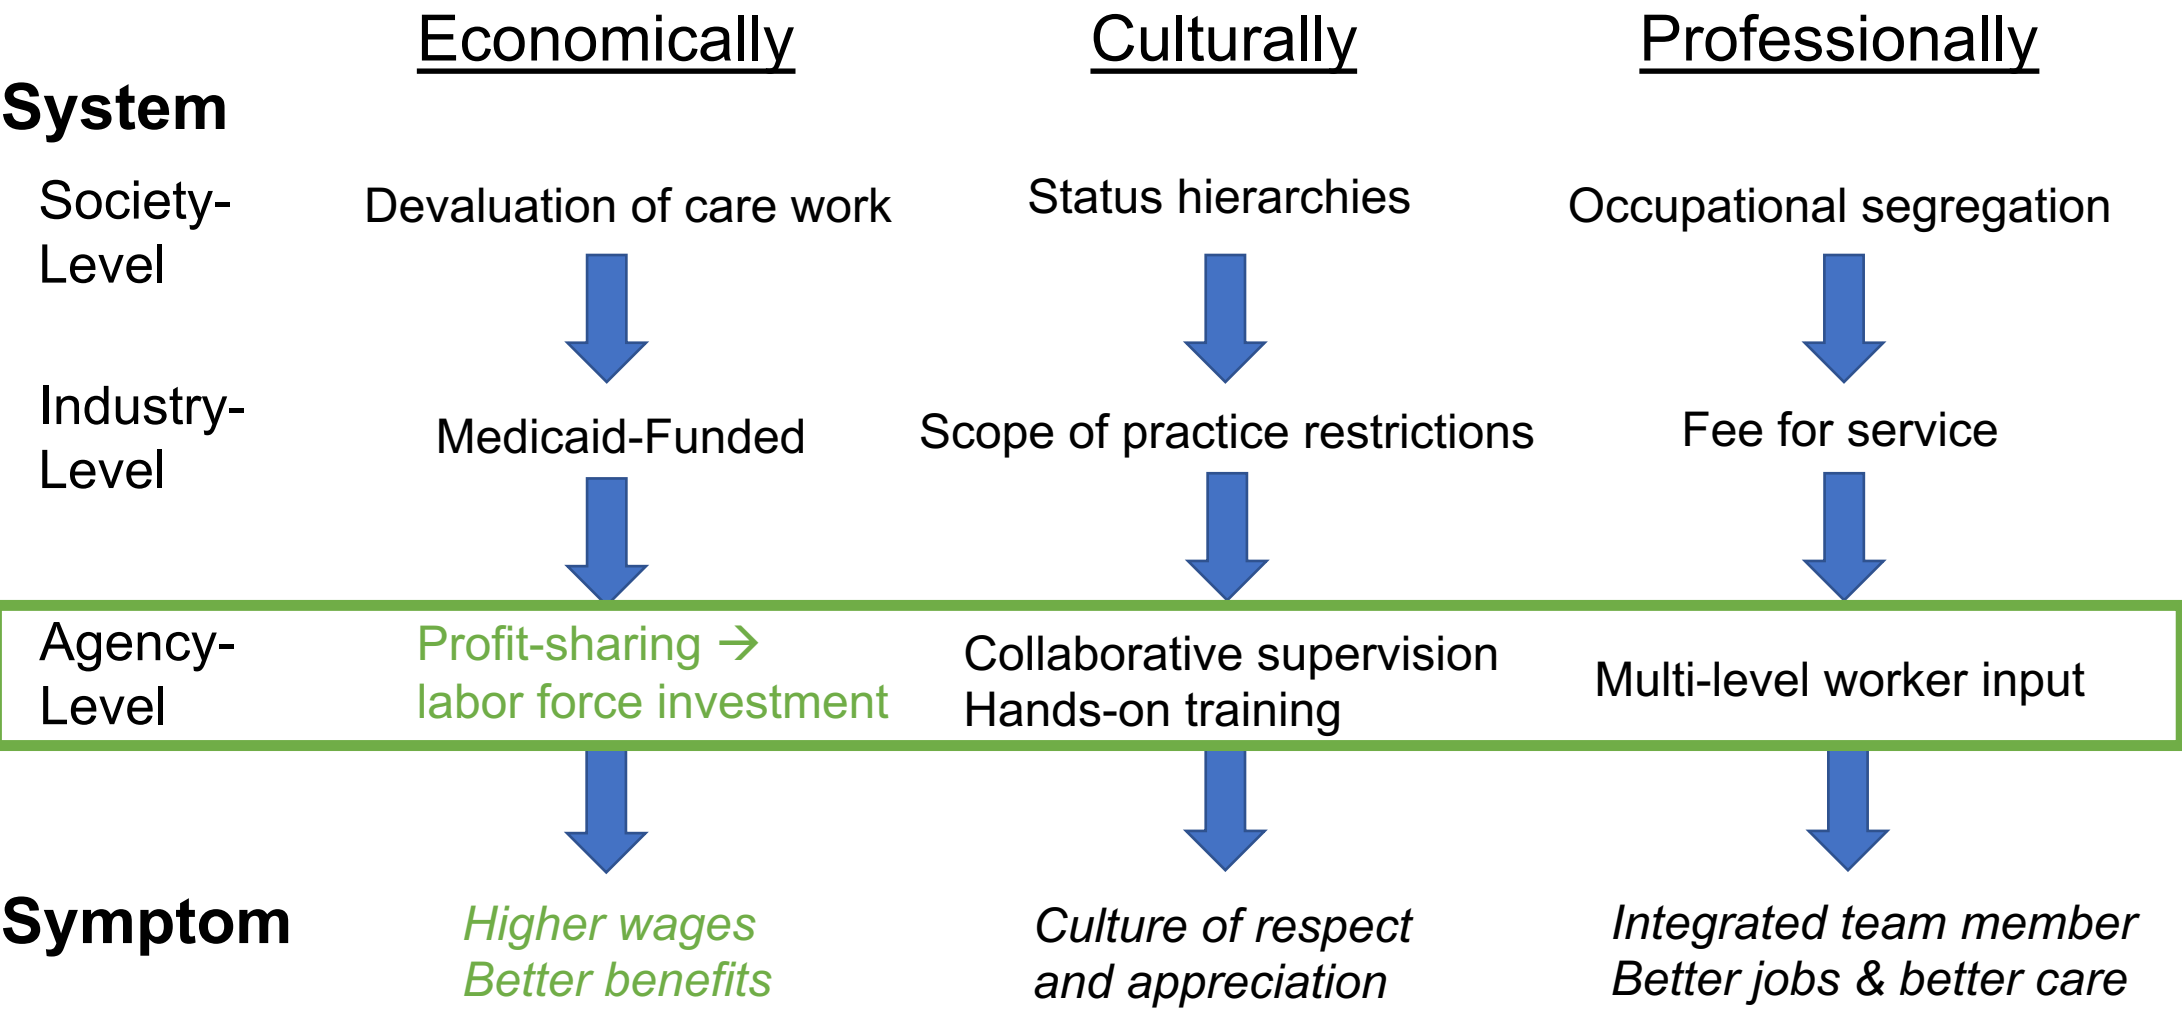 Economically Culturally Professionally
System
Society-
Level
Devaluation of care work
Status hierarchies
Occupational segregation
Industry-
Level
Medicaid-Funded
Scope of practice restrictions
Fee for service
Agency-
Level
Profit-sharing →
labor force investment
Collaborative supervision
Hands-on training
Multi-level worker input
Symptom
Higher wages
Better benefits
Culture of respect
and appreciation
Integrated team member
Better jobs & better care